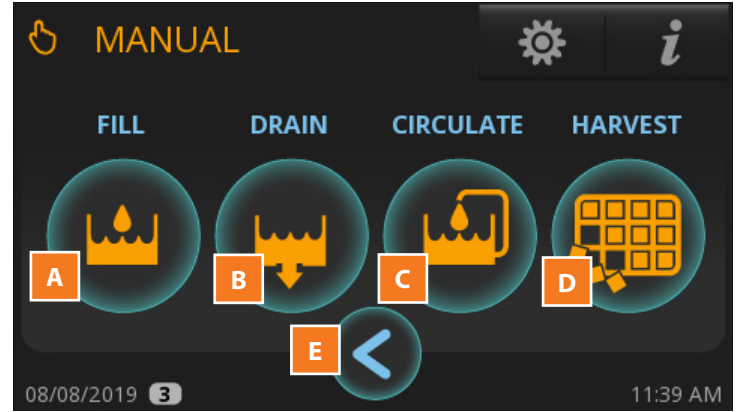 MANUAL
i
FILL DRAIN CIRCULATE HARVEST
A B C D
E <
08/08/2019 3 11:39 AM